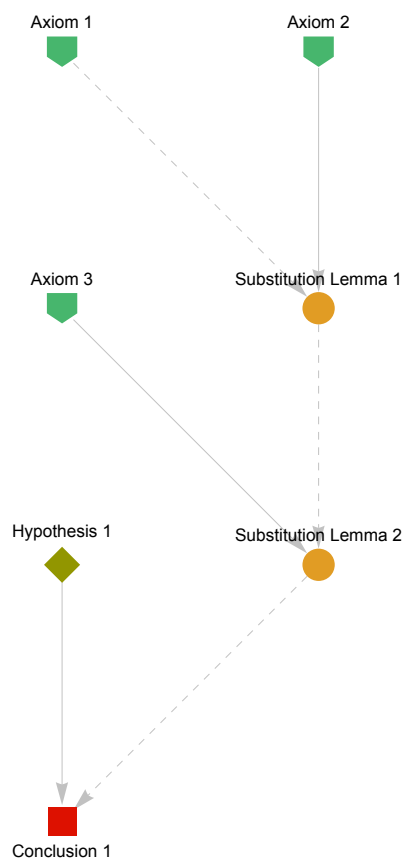 Axiom 1
Axiom 2
Axiom 3
Substitution Lemma 1
Hypothesis 1
Substitution Lemma 2
Conclusion 1